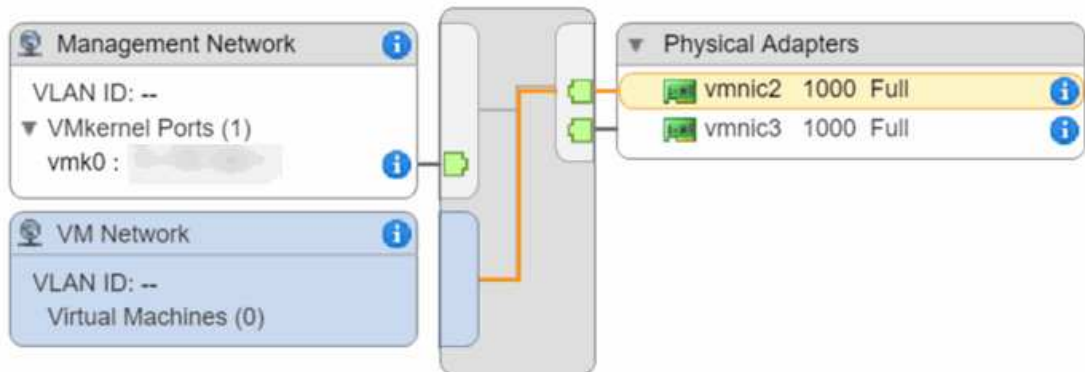 Management Network
VLAN ID: --
VMkernel Ports (1)
vmk0 :
VM Network
VLAN ID: --
Virtual Machines (0)
Physical Adapters
vmnic2 1000 Full
vmnic3 1000 Full